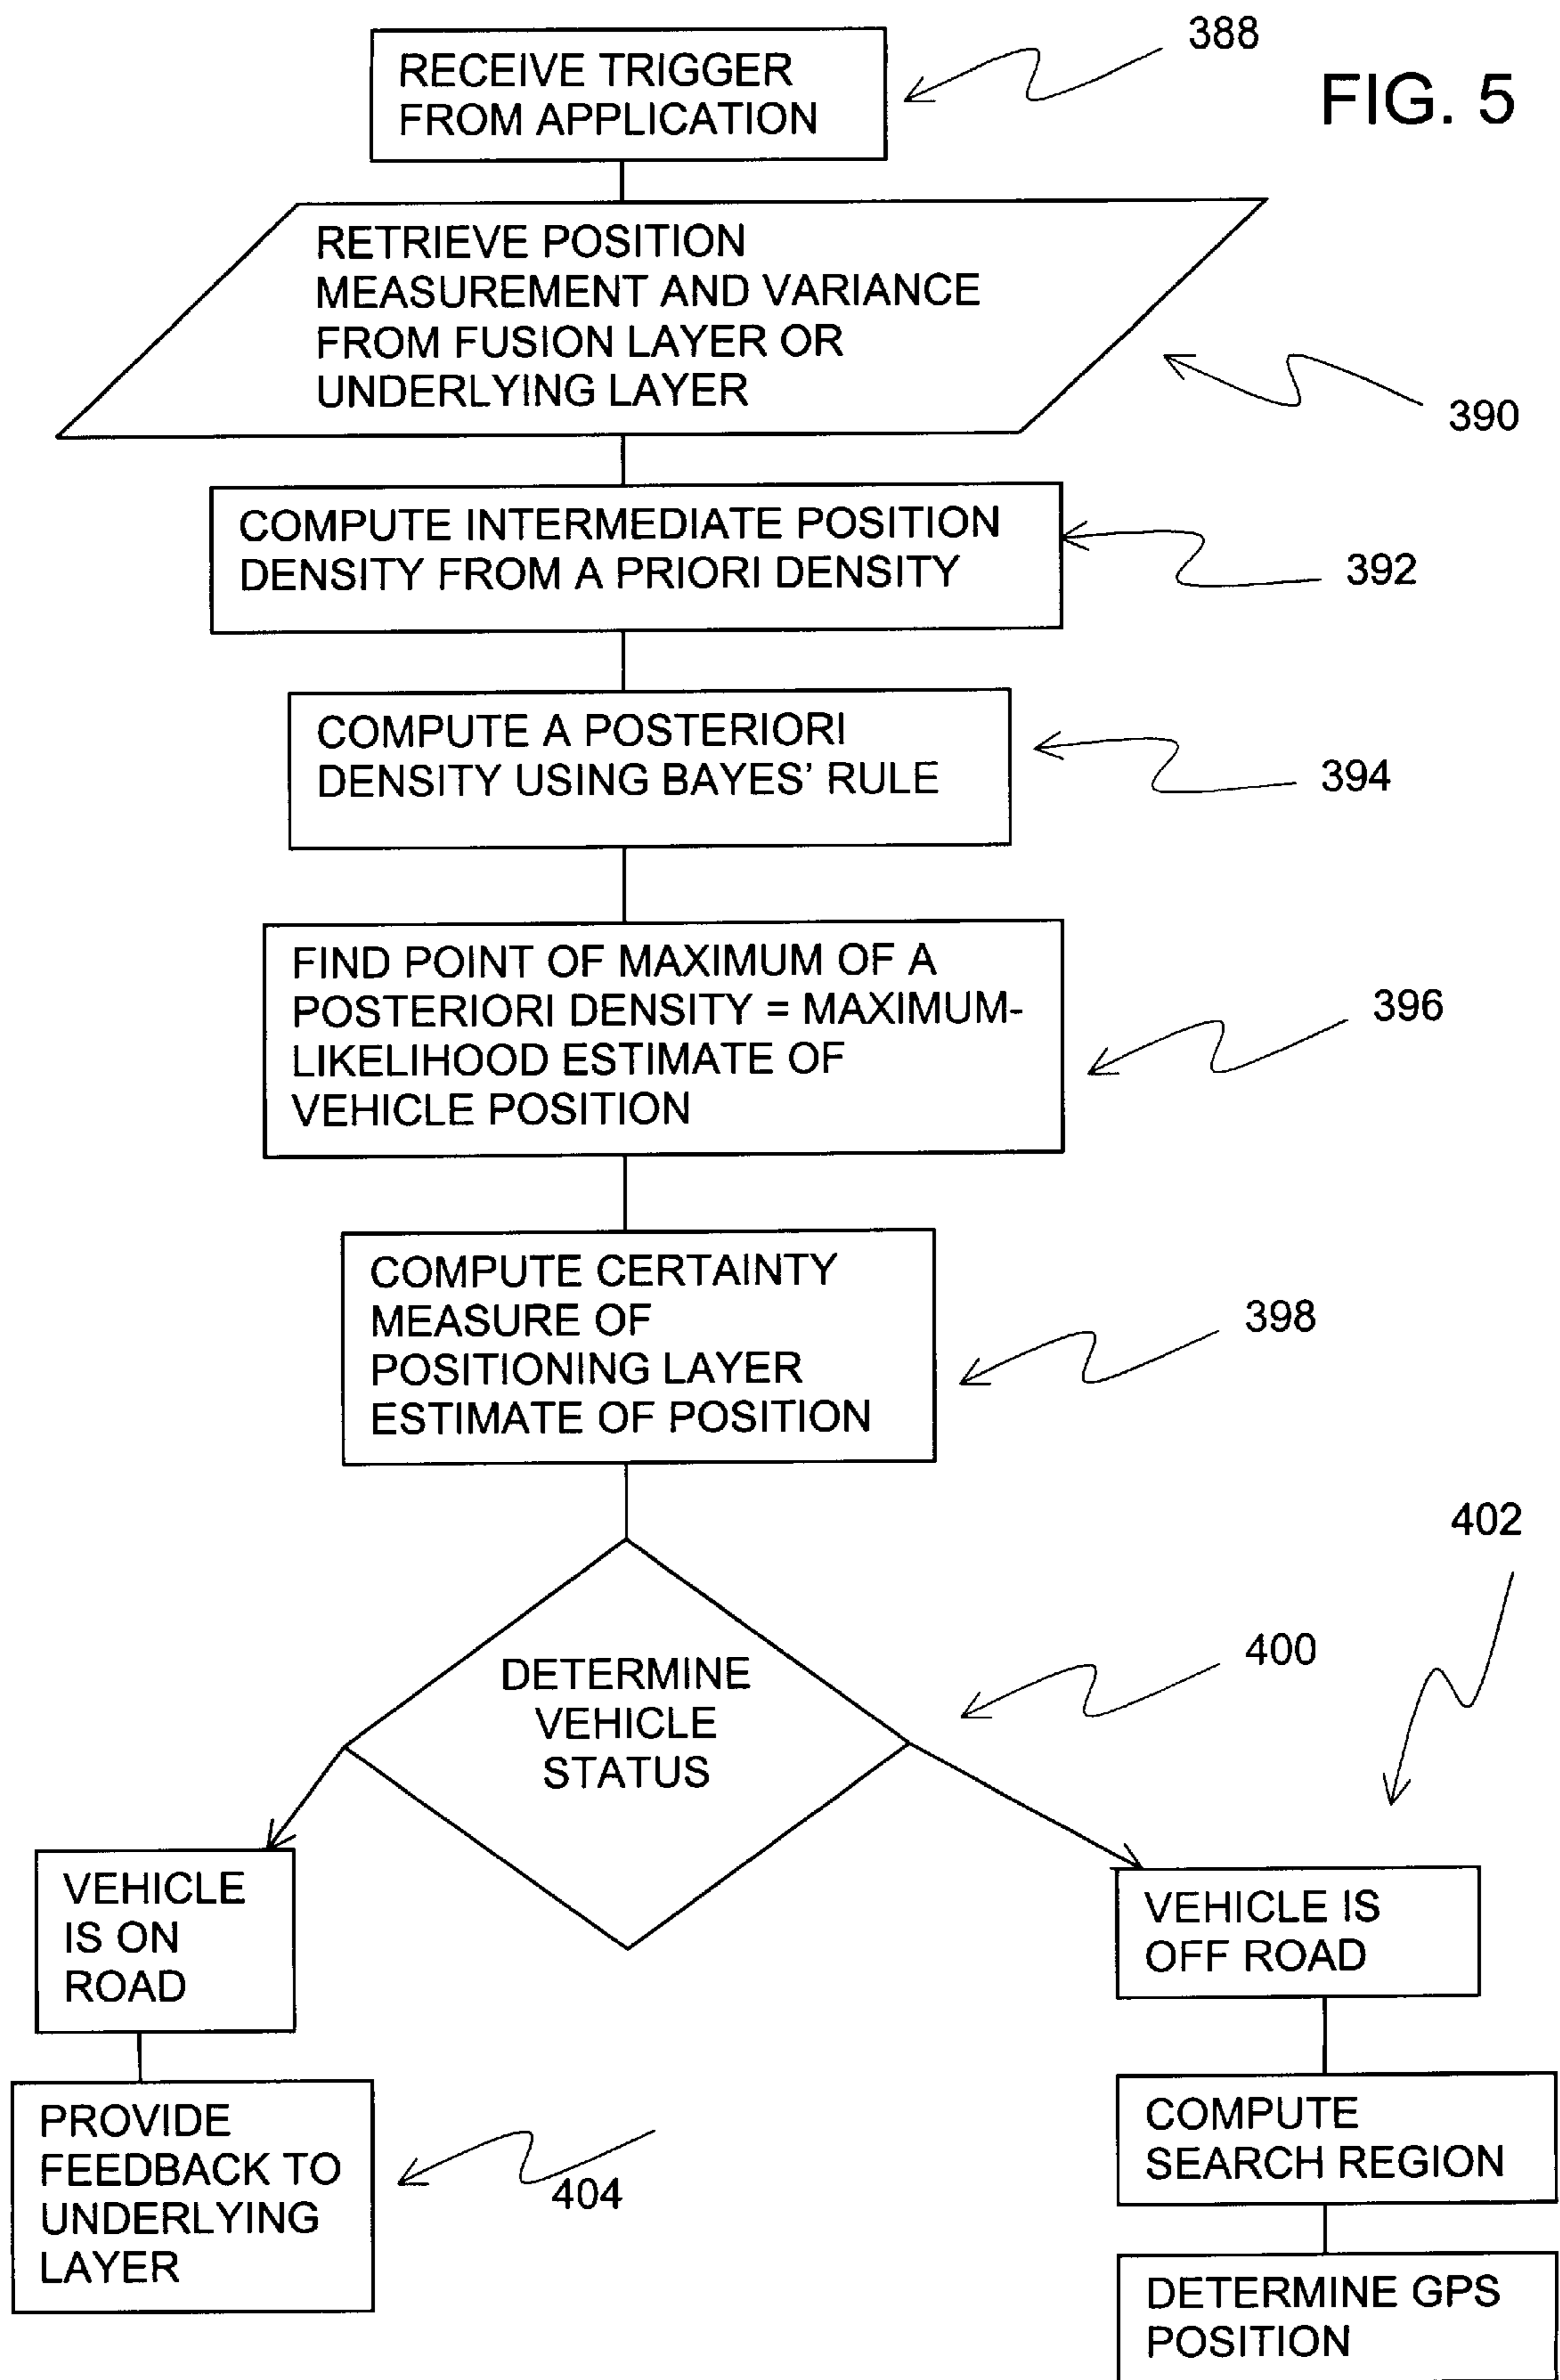 388
FIG. 5
RECEIVE TRIGGER
FROM APPLICATION
RETRIEVE POSITION
MEASUREMENT AND VARIANCE
FROM FUSION LAYER OR
UNDERLYING LAYER
390
COMPUTE INTERMEDIATE POSITION
DENSITY FROM A PRIORI DENSITY
392
COMPUTE A POSTERIORI
DENSITY USING BAYES’ RULE
394
FIND POINT OF MAXIMUM OF A
POSTERIORI DENSITY = MAXIMUM-
LIKELIHOOD ESTIMATE OF
VEHICLE POSITION
396
COMPUTE CERTAINTY
MEASURE OF
POSITIONING LAYER
ESTIMATE OF POSITION
398
402
DETERMINE
VEHICLE
STATUS
400
VEHICLE
IS ON
ROAD
VEHICLE IS
OFF ROAD
PROVIDE
FEEDBACK TO
UNDERLYING
LAYER
404
COMPUTE
SEARCH REGION
DETERMINE GPS
POSITION